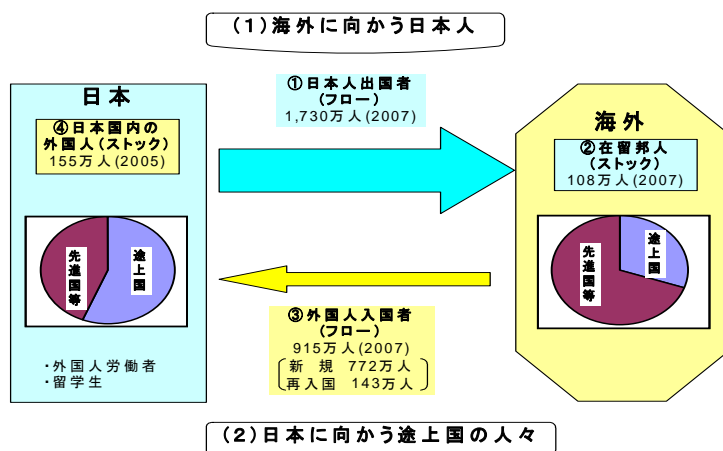 (1)海外に向かう日本人
日本
④日本国内の
外国人(ストック)
155万人(2005)
先進国等
途上国
・外国人労働者
・留学生
①日本人出国者
(フロー)
1,730万人(2007)
③外国人入国者
(フロー)
915万人(2007)
新 規 772万人
再入国 143万人
海外
②在留邦人
(ストック)
108万人(2007)
先進国等
途上国
(2)日本に向かう途上国の人々